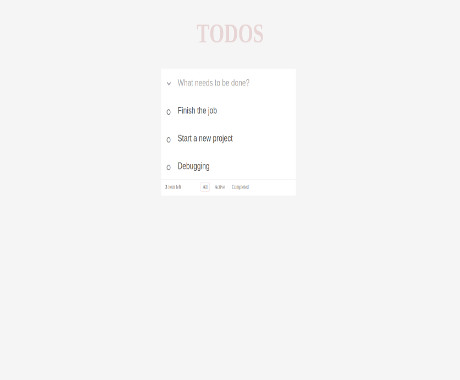 TODOS
What needs to be done?
Finish the job
Start a new project
Debugging
3 items left All Active Completed